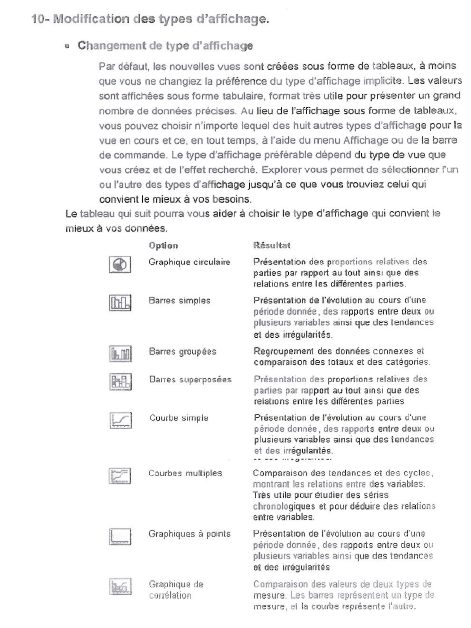 10- Modification des types d'affichage.
Changement de type d'affichage
Par défaut, les nouvelles vues sont créées sous forme de tableaux, à moins
que vous ne changiez la préférence du type d'affichage implicite. Les valeurs
sont affichées sous forme tabulaire, format très utile pour présenter un grand
nombre de données précises. Au lieu de l'affichage sous forme de tableaux,
vous pouvez choisir n'importe lequel des huit autres types d'affichage pour la
vue en cours et ce, en tout temps, à l'aide du menu Affichage ou de la barre
de commande. Le type d'affichage préférable dépend du type de vue que
vous créez et de l'effet recherché. Explorer vous permet de sélectionner l'un
ou l'autre des types d'affichage jusqu'à ce que vous trouviez celui qui
convient le mieux à vos besoins.
Le tableau qui suit pourra vous aider à choisir le type d'affichage qui convient le
mieux à vos données.
Option Résultat
Graphique circulaire Présentation des proportions relatives des
parties par rapport au tout ainsi que des
relations entre les différentes parties.
Barres simples Présentation de l'évolution au cours d'une
période donnée, des rapports entre deux ou
plusieurs variables ainsi que des tendances
et des irrégularités.
Barres groupées Regroupement des données connexes et
comparaison des totaux et des catégories.
Barres superposées Présentation des proportions relatives des
parties par rapport au tout ainsi que des
relations entre les différentes parties
Courbe simple Présentation de l'évolution au cours d'une
période donnée, des rapports entre deux ou
plusieurs variables ainsi que des tendances
et des irrégularités.
Courbes multiples Comparaison des tendances et des cycles,
montrant les relations entre des variables.
Très utile pour étudier des séries
chronologiques et pour déduire des relations
entre variables.
Graphiques à points Présentation de l'évolution au cours d'une
période donnée, des rapports entre deux ou
plusieurs variables ainsi que des tendances
et des irrégularités
Graphique de Comparaison des valeurs de deux types de
corrélation mesure. Les barres représentent un type de
mesure, et la courbe représente l'autre.